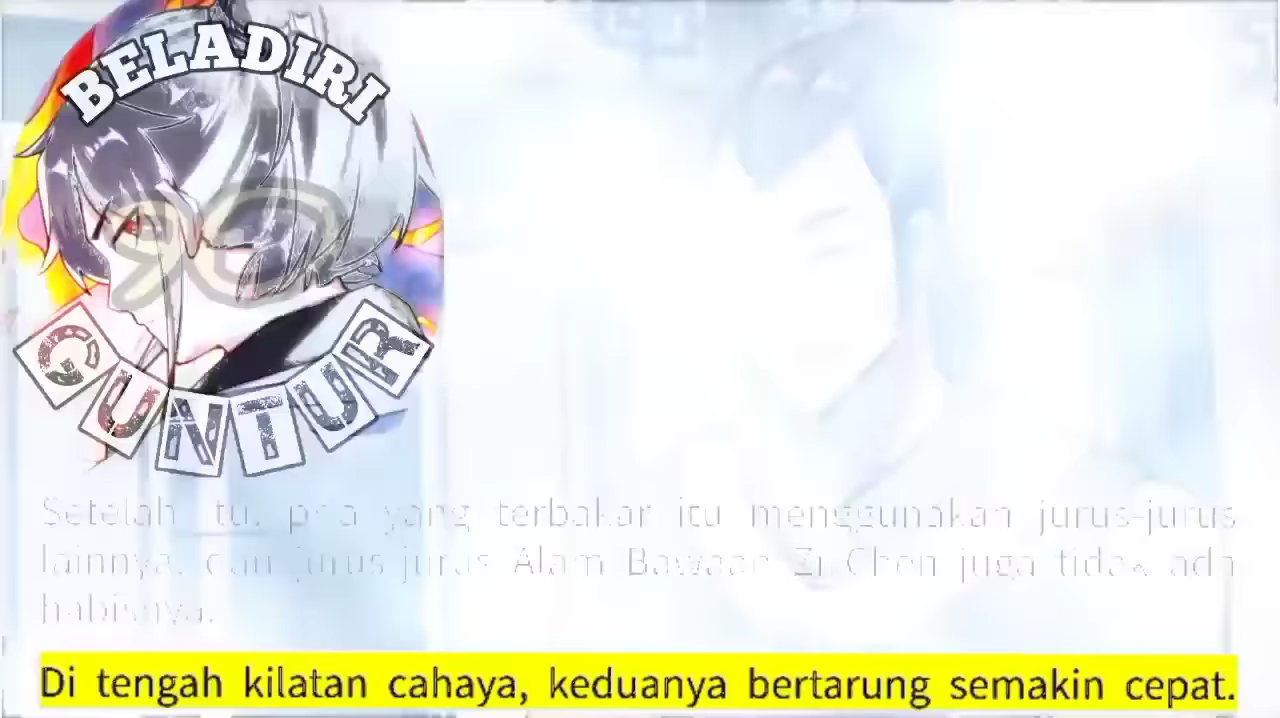 BELADIRI
GUNTUR
Setelah itu, pria yang terbakar itu menggunakan jurus-jurus
lainnya, dan jurus-jurus Alam Bawaan Zi Chen juga tidak ada
habisnya.
Di tengah kilatan cahaya, keduanya bertarung semakin cepat.